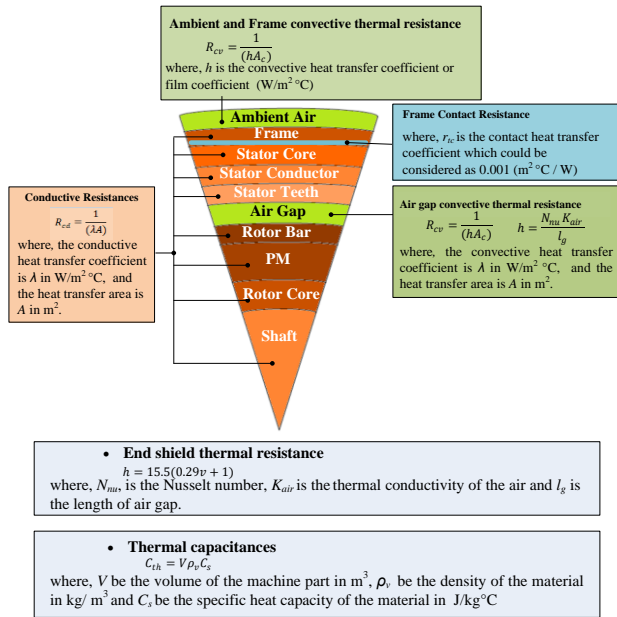 Ambient and Frame convective thermal resistance
R_cv = 1/(hA_c)
where, h is the convective heat transfer coefficient or
film coefficient (W/m² °C)
Ambient Air
Frame
Stator Core
Stator Conductor
Stator Teeth
Air Gap
Rotor Bar
PM
Rotor Core
Shaft
Frame Contact Resistance
where, r_tc is the contact heat transfer
coefficient which could be
considered as 0.001 (m² °C / W)
Conductive Resistances
R_cd = 1/(λA)
where, the conductive
heat transfer coefficient
is λ in W/m² °C, and
the heat transfer area is
A in m².
Air gap convective thermal resistance
R_cv = 1/(hA_c) h = N_nu K_air/l_g
where, the convective heat transfer
coefficient is λ in W/m² °C, and the
heat transfer area is A in m².
• End shield thermal resistance
h = 15.5(0.29v + 1)
where, N_nu, is the Nusselt number, K_air is the thermal conductivity of the air and l_g
is the length of air gap.
• Thermal capacitances
C_th = Vρ_vC_s
where, V be the volume of the machine part in m³, ρ_v be the density of the material
in kg/ m³ and C_s be the specific heat capacity of the material in J/kg°C